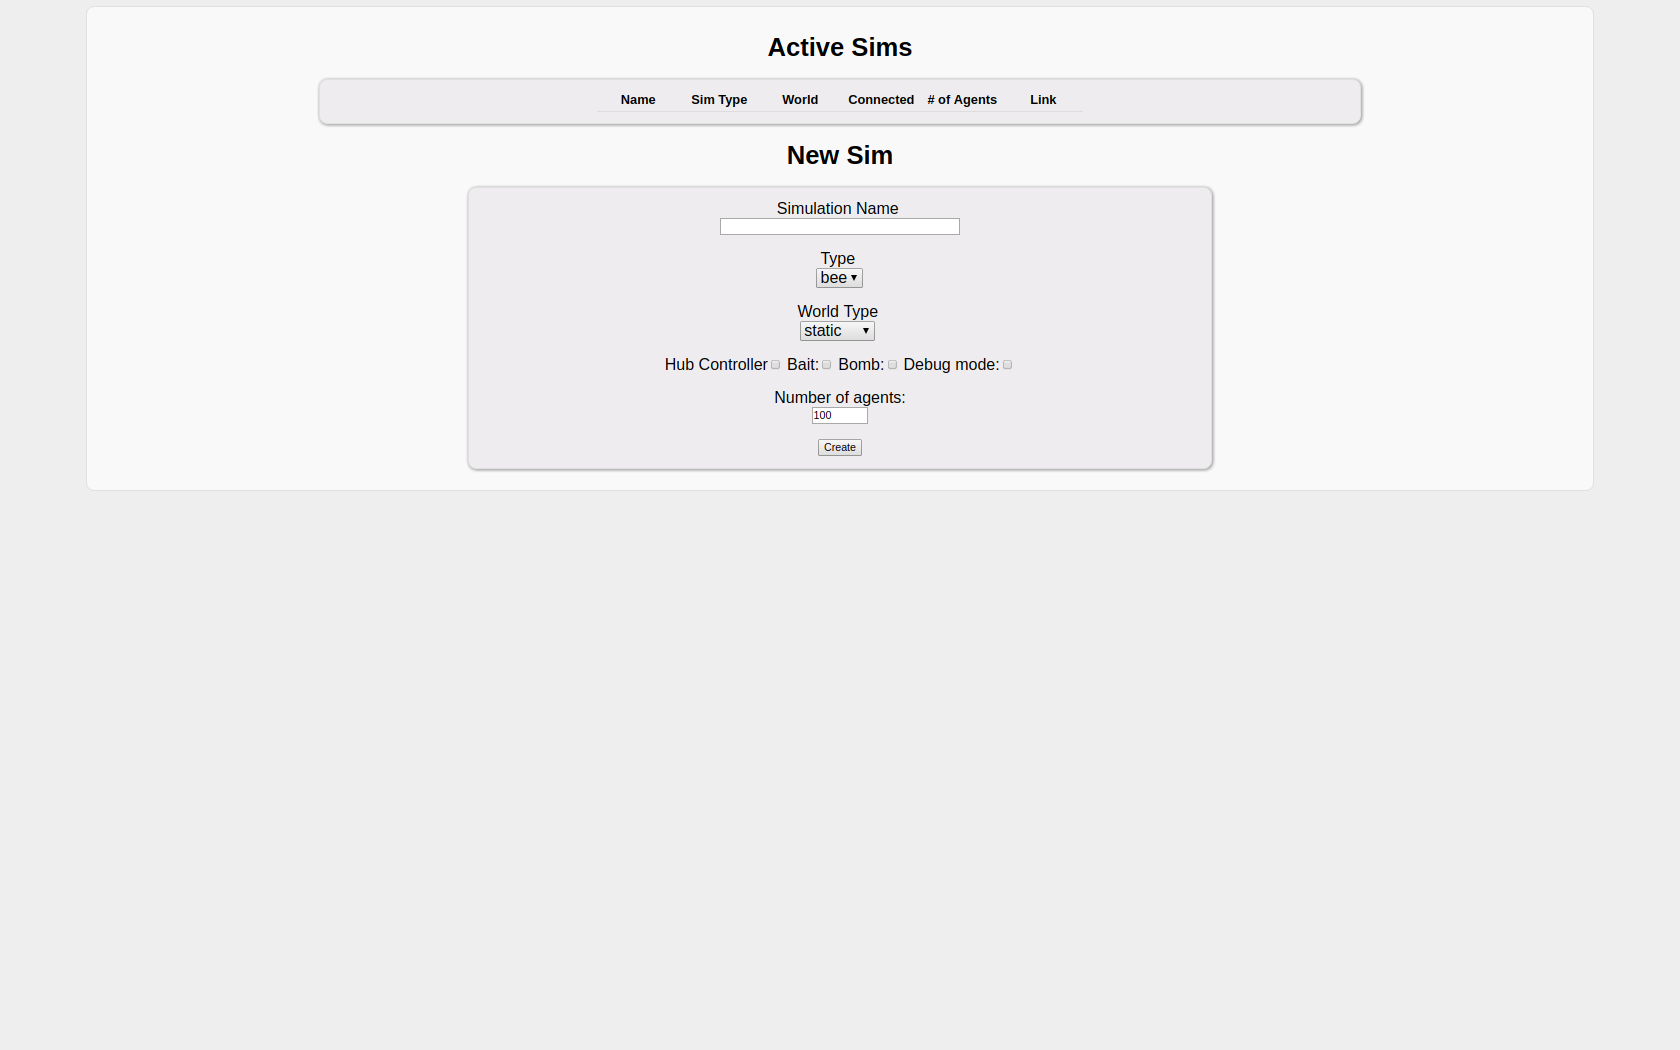 Active Sims
Name Sim Type World Connected # of Agents Link
New Sim
Simulation Name
Type
bee
World Type
static
Hub Controller Bait: Bomb: Debug mode:
Number of agents:
100
Create